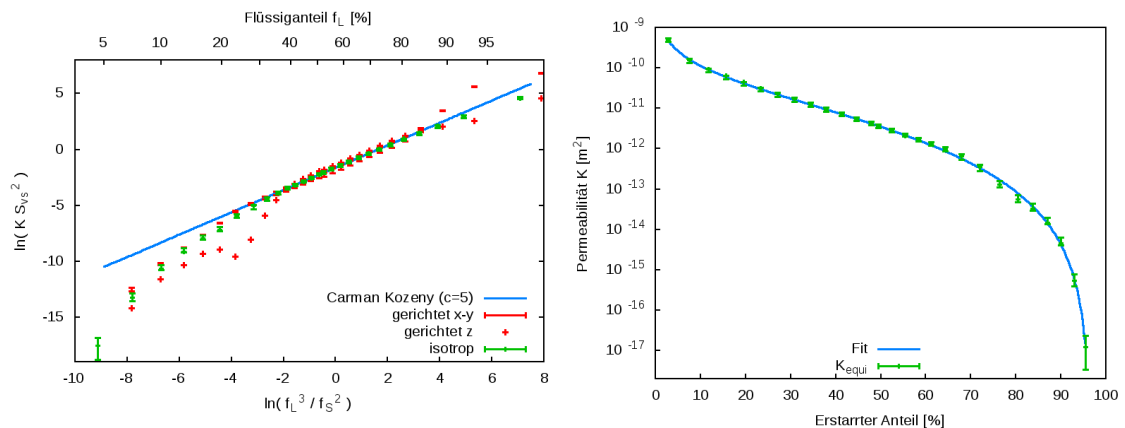 Flüssiganteil f_L [%]
5 10 20 40 60 80 90 95
5
0
-5
-10
-15
ln( K S_vs^2 )
Carman Kozeny (c=5)
gerichtet x-y
gerichtet z
isotrop
-10 -8 -6 -4 -2 0 2 4 6 8
ln( f_L^3 / f_S^2 )
10^-9
10^-10
10^-11
10^-12
10^-13
10^-14
10^-15
10^-16
10^-17
Permeabilität K [m^2]
Fit
K_equi
0 10 20 30 40 50 60 70 80 90 100
Erstarrter Anteil [%]